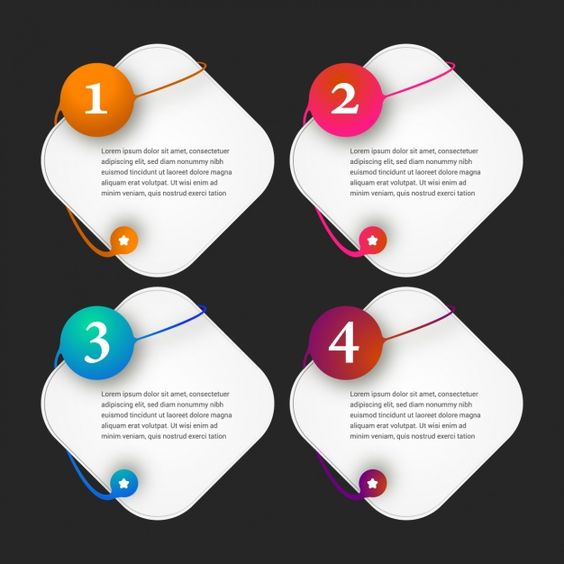 1
Lorem ipsum dolor sit amet, consectetuer
adipiscing elit, sed diam nonummy nibh
euismod tincidunt ut laoreet dolore magna
aliquam erat volutpat. Ut wisi enim ad
minim veniam, quis nostrud exerci tation
2
Lorem ipsum dolor sit amet, consectetuer
adipiscing elit, sed diam nonummy nibh
euismod tincidunt ut laoreet dolore magna
aliquam erat volutpat. Ut wisi enim ad
minim veniam, quis nostrud exerci tation
3
Lorem ipsum dolor sit amet, consectetuer
adipiscing elit, sed diam nonummy nibh
euismod tincidunt ut laoreet dolore magna
aliquam erat volutpat. Ut wisi enim ad
minim veniam, quis nostrud exerci tation
4
Lorem ipsum dolor sit amet, consectetuer
adipiscing elit, sed diam nonummy nibh
euismod tincidunt ut laoreet dolore magna
aliquam erat volutpat. Ut wisi enim ad
minim veniam, quis nostrud exerci tation